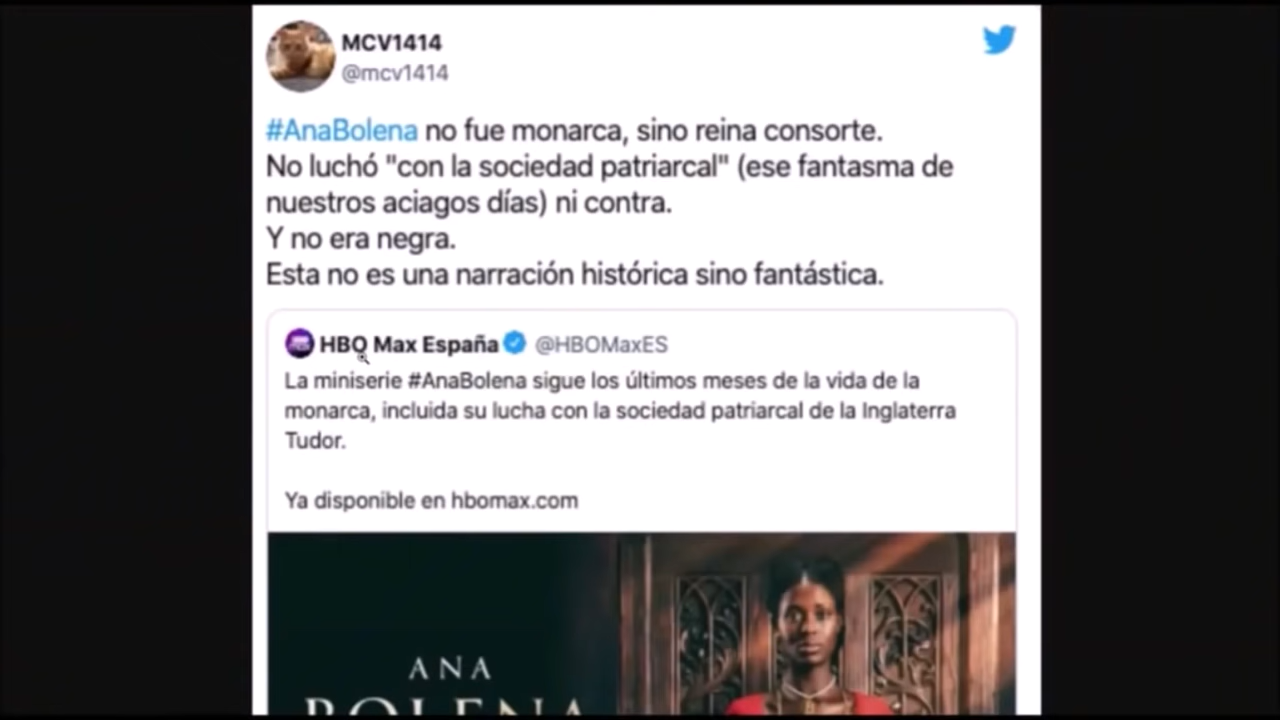 MCV1414
@mcv1414
#AnaBolena no fue monarca, sino reina consorte.
No luchó "con la sociedad patriarcal" (ese fantasma de
nuestros aciagos días) ni contra.
Y no era negra.
Esta no es una narración histórica sino fantástica.
HBO Max España @HBOMaxES
La miniserie #AnaBolena sigue los últimos meses de la vida de la
monarca, incluida su lucha con la sociedad patriarcal de la Inglaterra
Tudor.
Ya disponible en hbomax.com
ANA
BOLENA